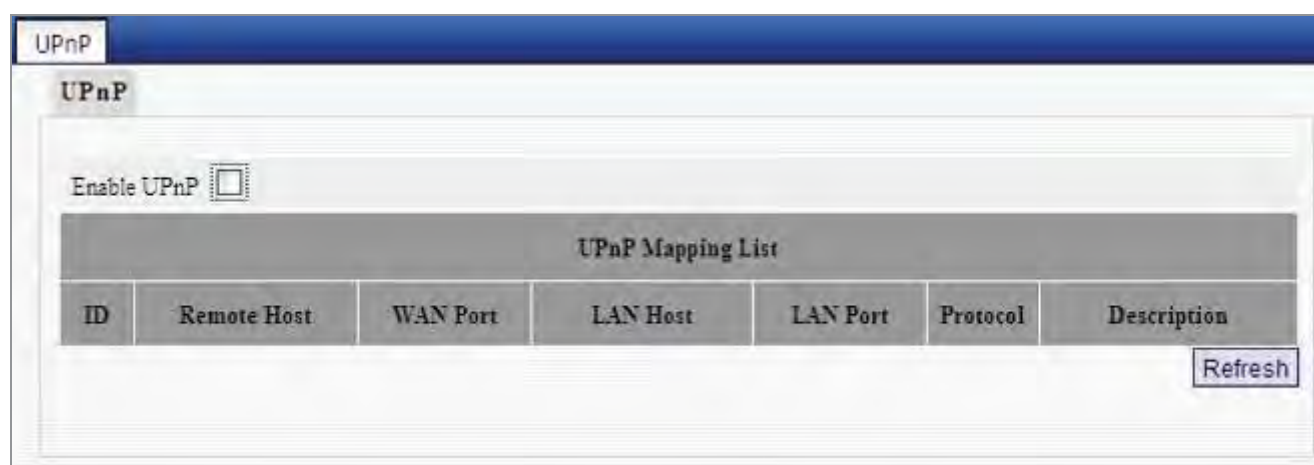 UPnP
UPnP
Enable UPnP
UPnP Mapping List
ID Remote Host WAN Port LAN Host LAN Port Protocol Description
Refresh